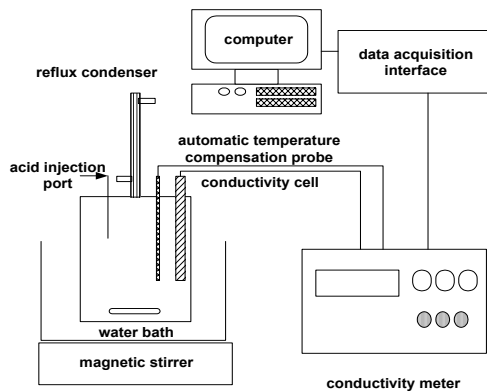 computer
data acquisition
interface
reflux condenser
automatic temperature
compensation probe
acid injection
port
conductivity cell
water bath
magnetic stirrer
conductivity meter